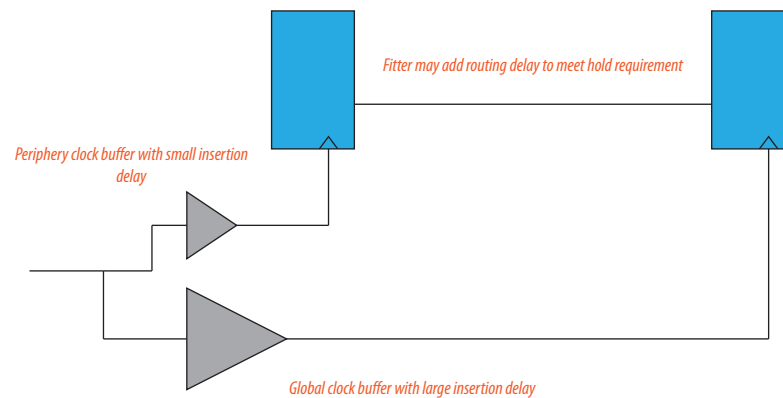 Fitter may add routing delay to meet hold requirement
Periphery clock buffer with small insertion
delay
Global clock buffer with large insertion delay